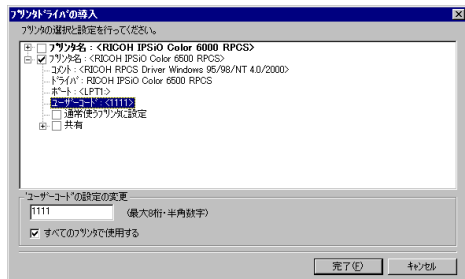 プリンタドライバの導入
プリンタの選択と設定を行ってください。
プリンタ名 : <RICOH IPSiO Color 6000 RPCS>
プリンタ名 : <RICOH IPSiO Color 6500 RPCS>
コメント : <RICOH RPCS Driver Windows 95/98/NT 4.0/2000>
ドライバ : RICOH IPSiO Color 6500 RPCS
ポート : <LPT1:>
ユーザーコード : <1111>
通常使うプリンタに設定
共有
"ユーザーコード"の設定の変更
1111
(最大8桁・半角数字)
すべてのプリンタで使用する
完了(F)
キャンセル